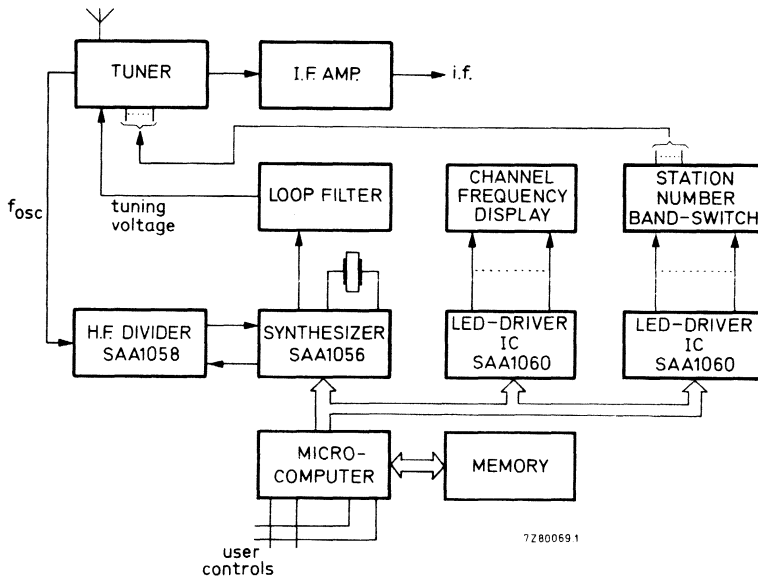 TUNER
I.F. AMP.
i.f.
fosc
tuning
voltage
LOOP FILTER
CHANNEL
FREQUENCY
DISPLAY
STATION
NUMBER
BAND-SWITCH
H.F. DIVIDER
SAA1058
SYNTHESIZER
SAA1056
LED-DRIVER
IC
SAA1060
LED-DRIVER
IC
SAA1060
MICRO-
COMPUTER
MEMORY
user
controls
7Z80069.1